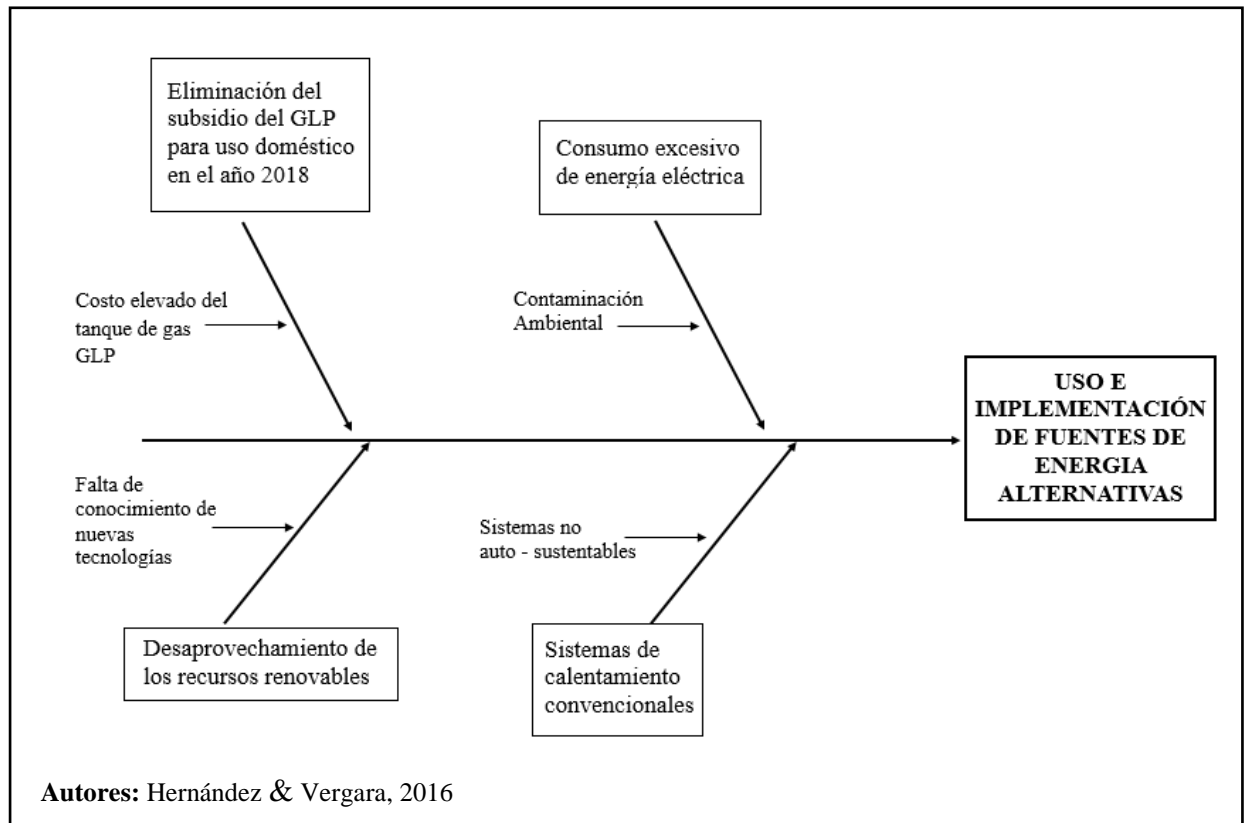 Eliminación del
subsidio del GLP
para uso doméstico
en el año 2018
Consumo excesivo
de energía eléctrica
Costo elevado del
tanque de gas
GLP
Contaminación
Ambiental
USO E
IMPLEMENTACIÓN
DE FUENTES DE
ENERGIA
ALTERNATIVAS
Falta de
conocimiento de
nuevas
tecnologías
Sistemas no
auto - sustentables
Desaprovechamiento de
los recursos renovables
Sistemas de
calentamiento
convencionales
Autores: Hernández & Vergara, 2016